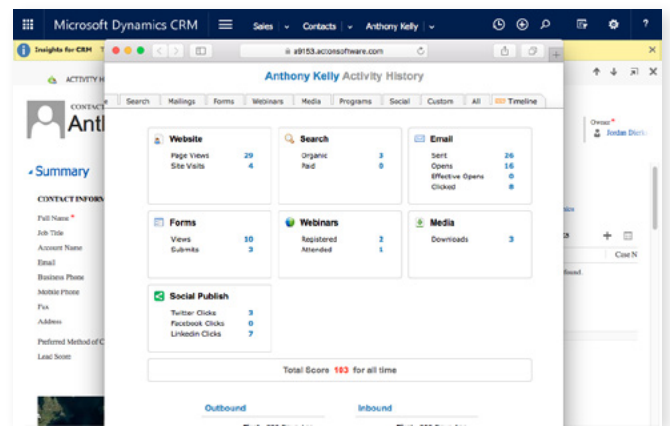 Microsoft Dynamics CRM Sales Contacts Anthony Kelly ?
Insights for CRM
a9153.actonsoftware.com
Anthony Kelly Activity History
ACTIVITY H
Search Mailings Forms Webinars Media Programs Social Custom All Timeline
CONTACT
Owner *
Jordan
Summary
CONTACT INFORM
Full Name *
Job Title
Account Name
Email
Business Phone
Mobile Phone
Fax
Address
Preferred Method of C
Lead Score
Website
Page Views 29
Site Visits 4
Search
Organic 3
Paid 0
Email
Sent 26
Opens 16
Effective Opens 0
Clicked 8
Forms
Views 10
Submits 3
Webinars
Registered 2
Attended 1
Media
Downloads 3
Social Publish
Twitter Clicks 3
Facebook Clicks 0
Linkedin Clicks 7
Case N
found.
Total Score 103 for all time
Outbound Inbound